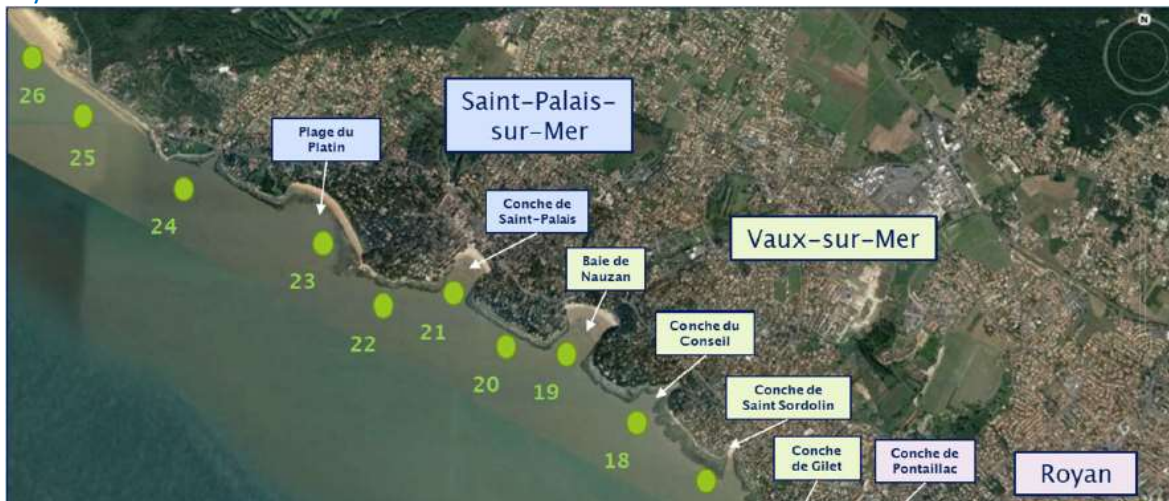 26
25
24
Plage du
Platin
Saint-Palais-
sur-Mer
N
Conche de
Saint-Palais
23
22
21
Baie de
Nauzan
Vaux-sur-Mer
20
19
Conche du
Conseil
Conche de
Saint Sordolin
18
Conche
de Gilet
Conche de
Pontaillac
Royan